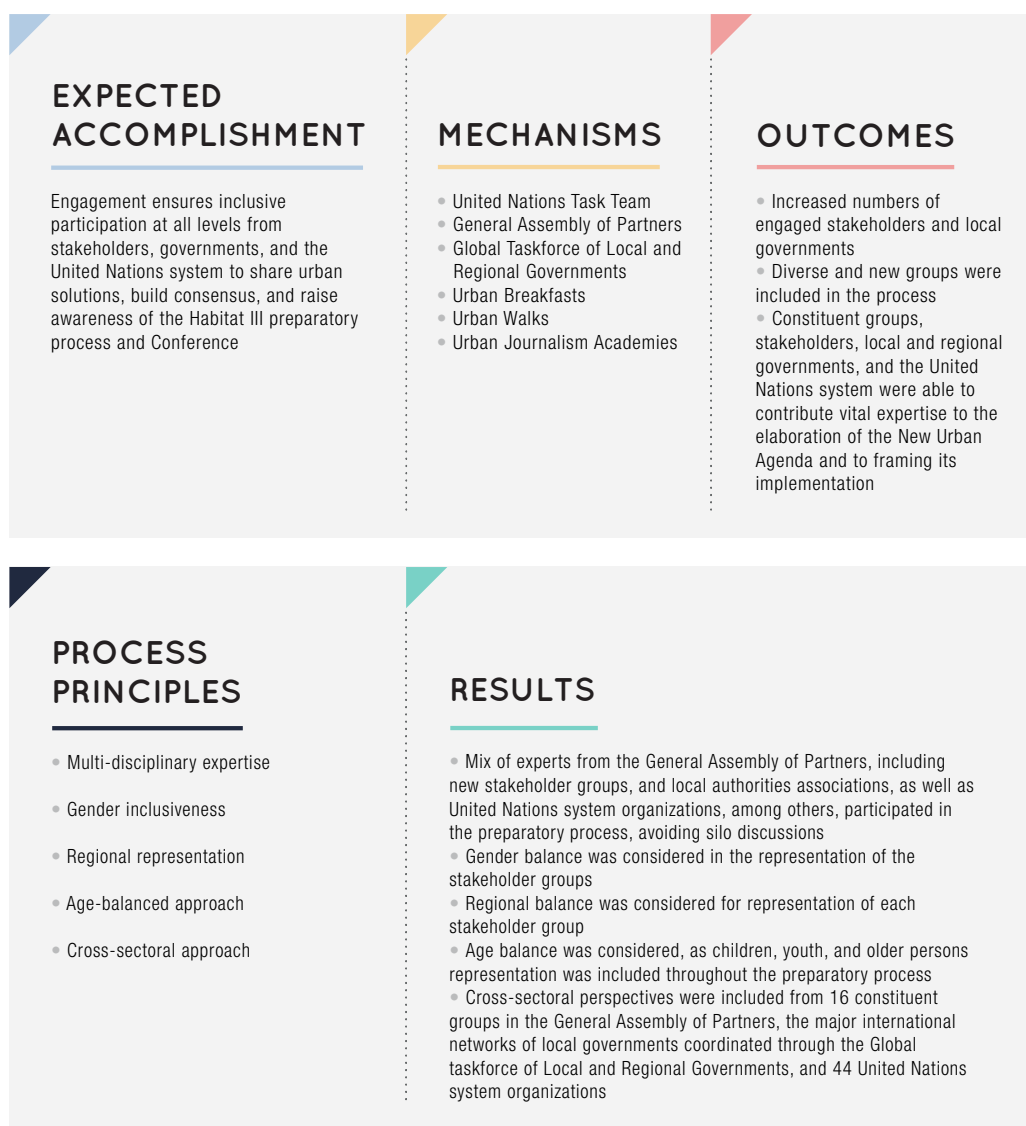 EXPECTED
ACCOMPLISHMENT
Engagement ensures inclusive
participation at all levels from
stakeholders, governments, and the
United Nations system to share urban
solutions, build consensus, and raise
awareness of the Habitat III preparatory
process and Conference
MECHANISMS
• United Nations Task Team
• General Assembly of Partners
• Global Taskforce of Local and
Regional Governments
• Urban Breakfasts
• Urban Walks
• Urban Journalism Academies
OUTCOMES
• Increased numbers of
engaged stakeholders and local
governments
• Diverse and new groups were
included in the process
• Constituent groups,
stakeholders, local and regional
governments, and the United
Nations system were able to
contribute vital expertise to the
elaboration of the New Urban
Agenda and to framing its
implementation
PROCESS
PRINCIPLES
• Multi-disciplinary expertise
• Gender inclusiveness
• Regional representation
• Age-balanced approach
• Cross-sectoral approach
RESULTS
• Mix of experts from the General Assembly of Partners, including
new stakeholder groups, and local authorities associations, as well as
United Nations system organizations, among others, participated in
the preparatory process, avoiding silo discussions
• Gender balance was considered in the representation of the
stakeholder groups
• Regional balance was considered for representation of each
stakeholder group
• Age balance was considered, as children, youth, and older persons
representation was included throughout the preparatory process
• Cross-sectoral perspectives were included from 16 constituent
groups in the General Assembly of Partners, the major international
networks of local governments coordinated through the Global
taskforce of Local and Regional Governments, and 44 United Nations
system organizations